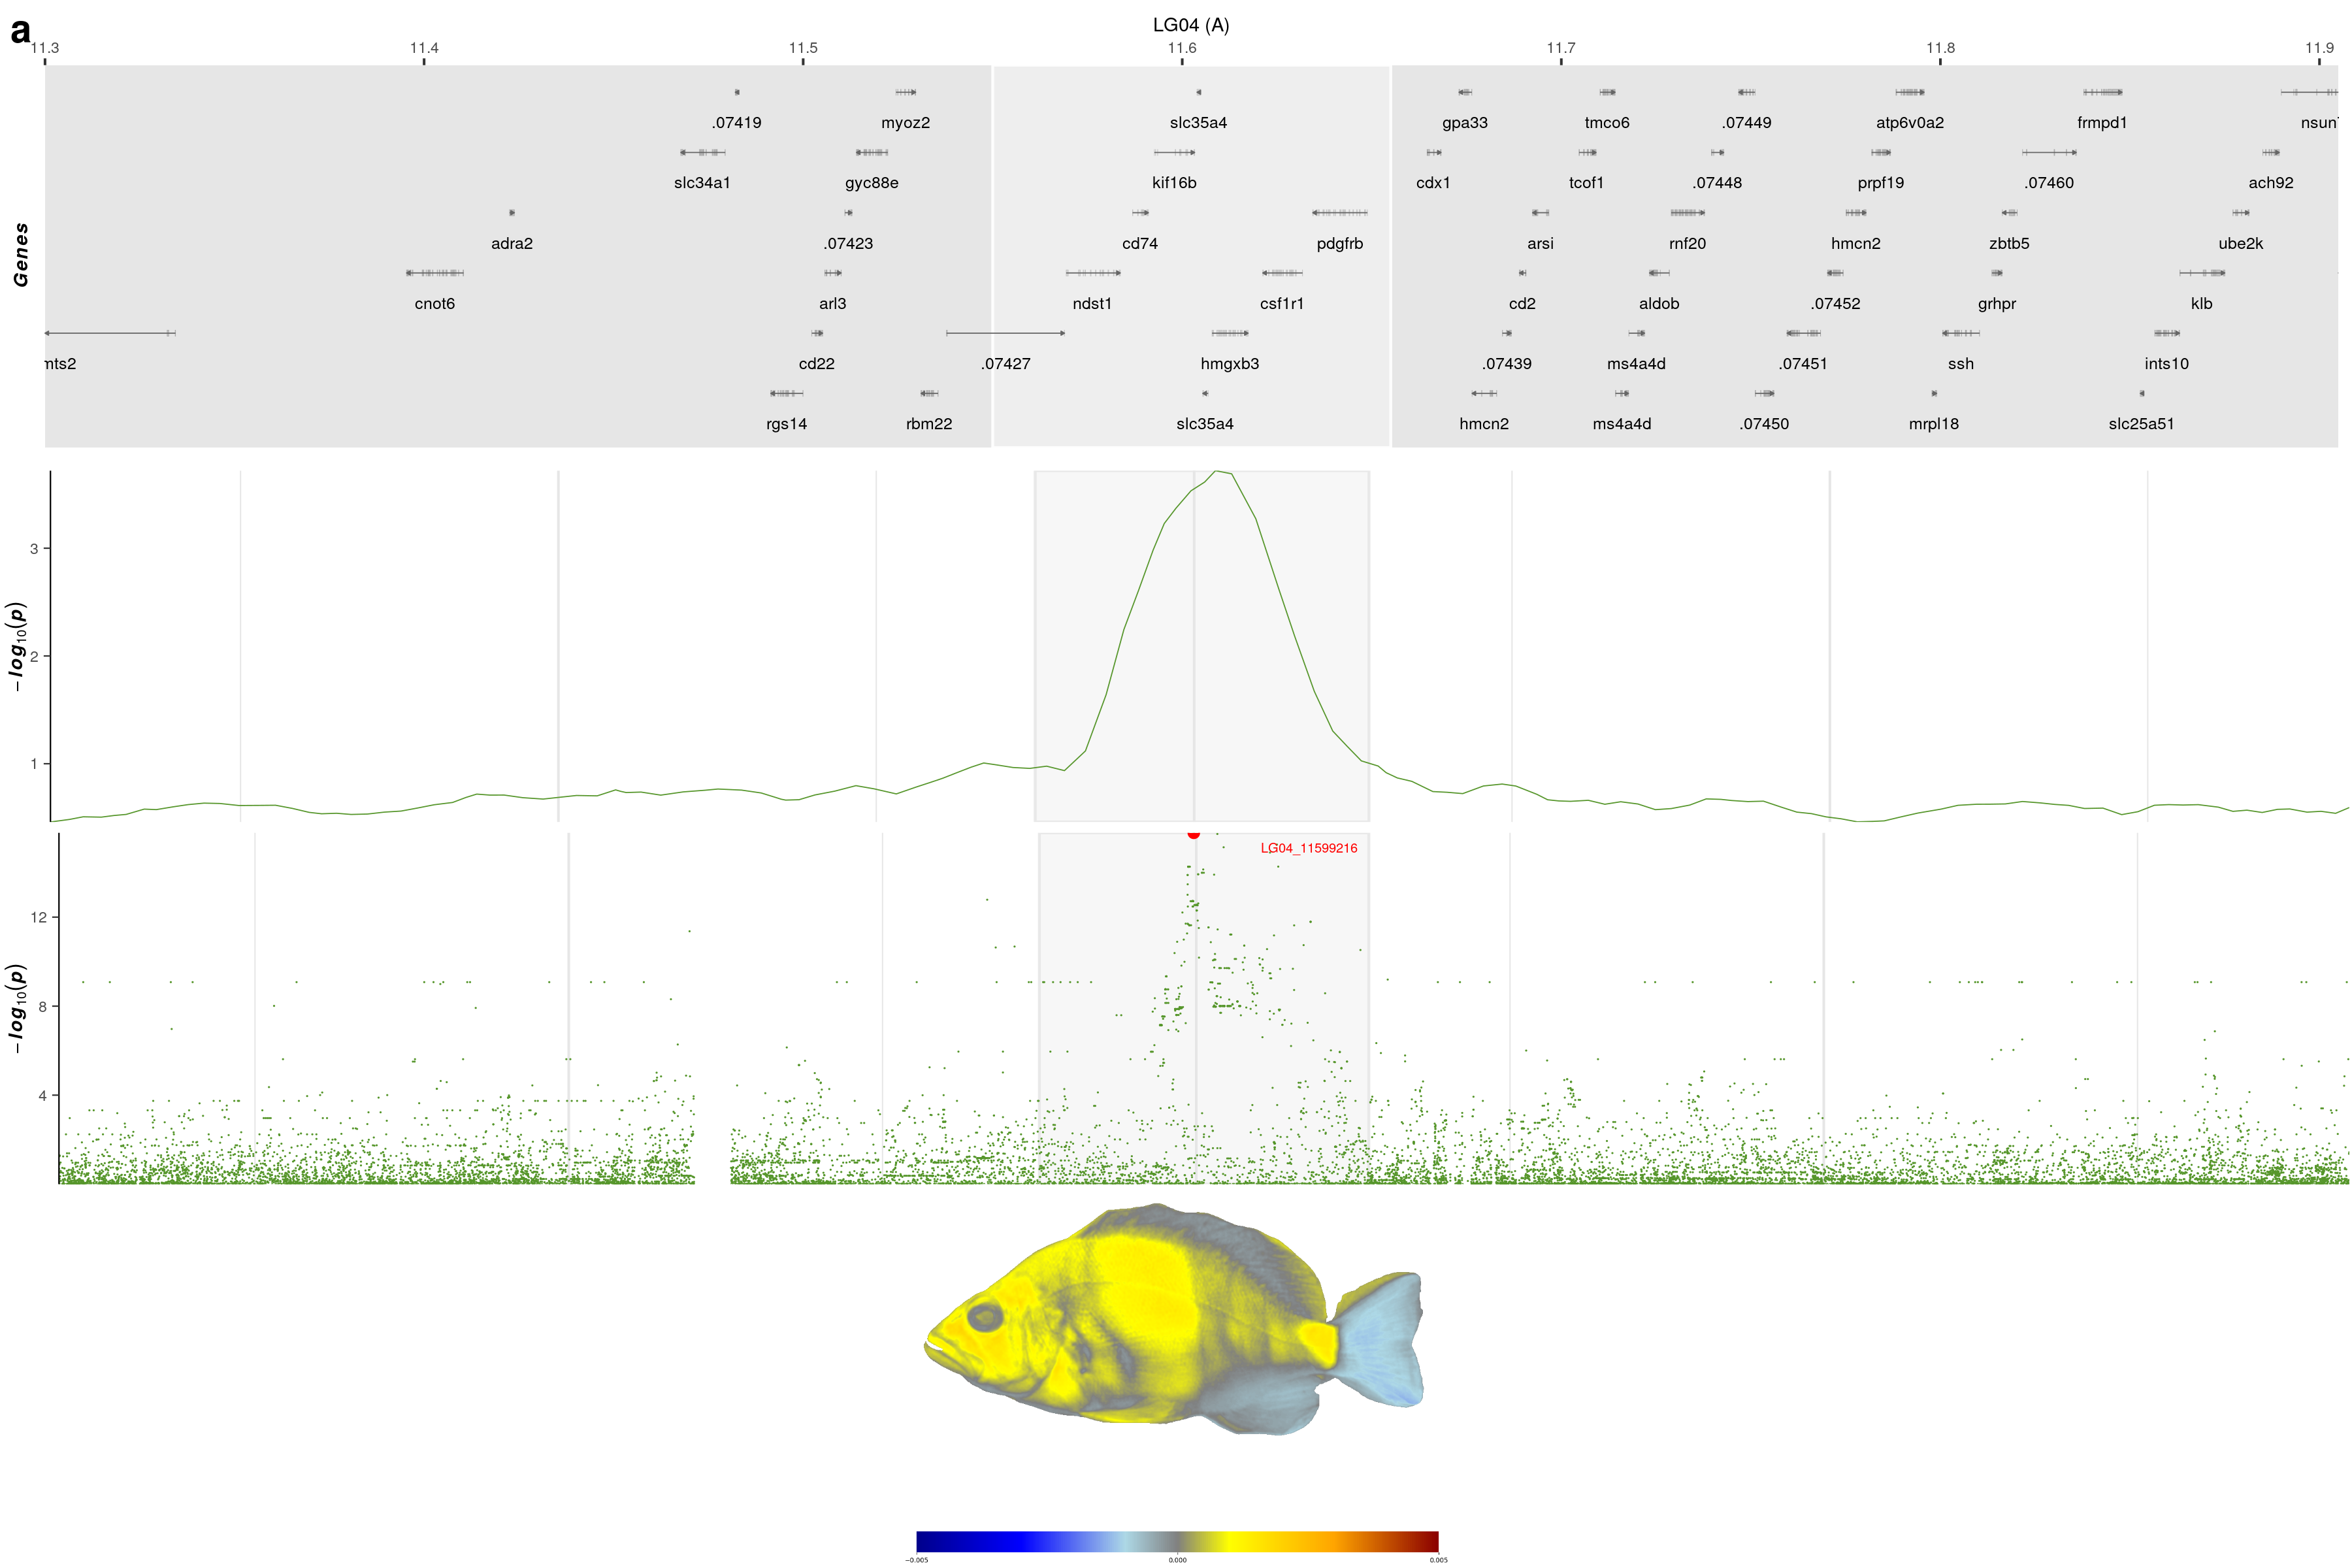 a
LG04 (A)
11.3 11.4 11.5 11.6 11.7 11.8 11.9
.07419 myoz2 slc35a4 gpa33 tmco6 .07449 atp6v0a2 frmpd1 nsun
slc34a1 gyc88e kif16b cdx1 tcof1 .07448 prpf19 .07460 ach92
adra2 .07423 cd74 pdgfrb arsi rnf20 hmcn2 zbtb5 ube2k
Genes
cnot6 arl3 ndst1 csf1r1 cd2 aldob .07452 grhpr klb
mts2 cd22 .07427 hmgxb3 .07439 ms4a4d .07451 ssh ints10
rgs14 rbm22 slc35a4 hmcn2 ms4a4d .07450 mrpl18 slc25a51
3
2
1
−log10(p)
LG04_11599216
12
8
4
−log10(p)
−0.005 0.000 0.005